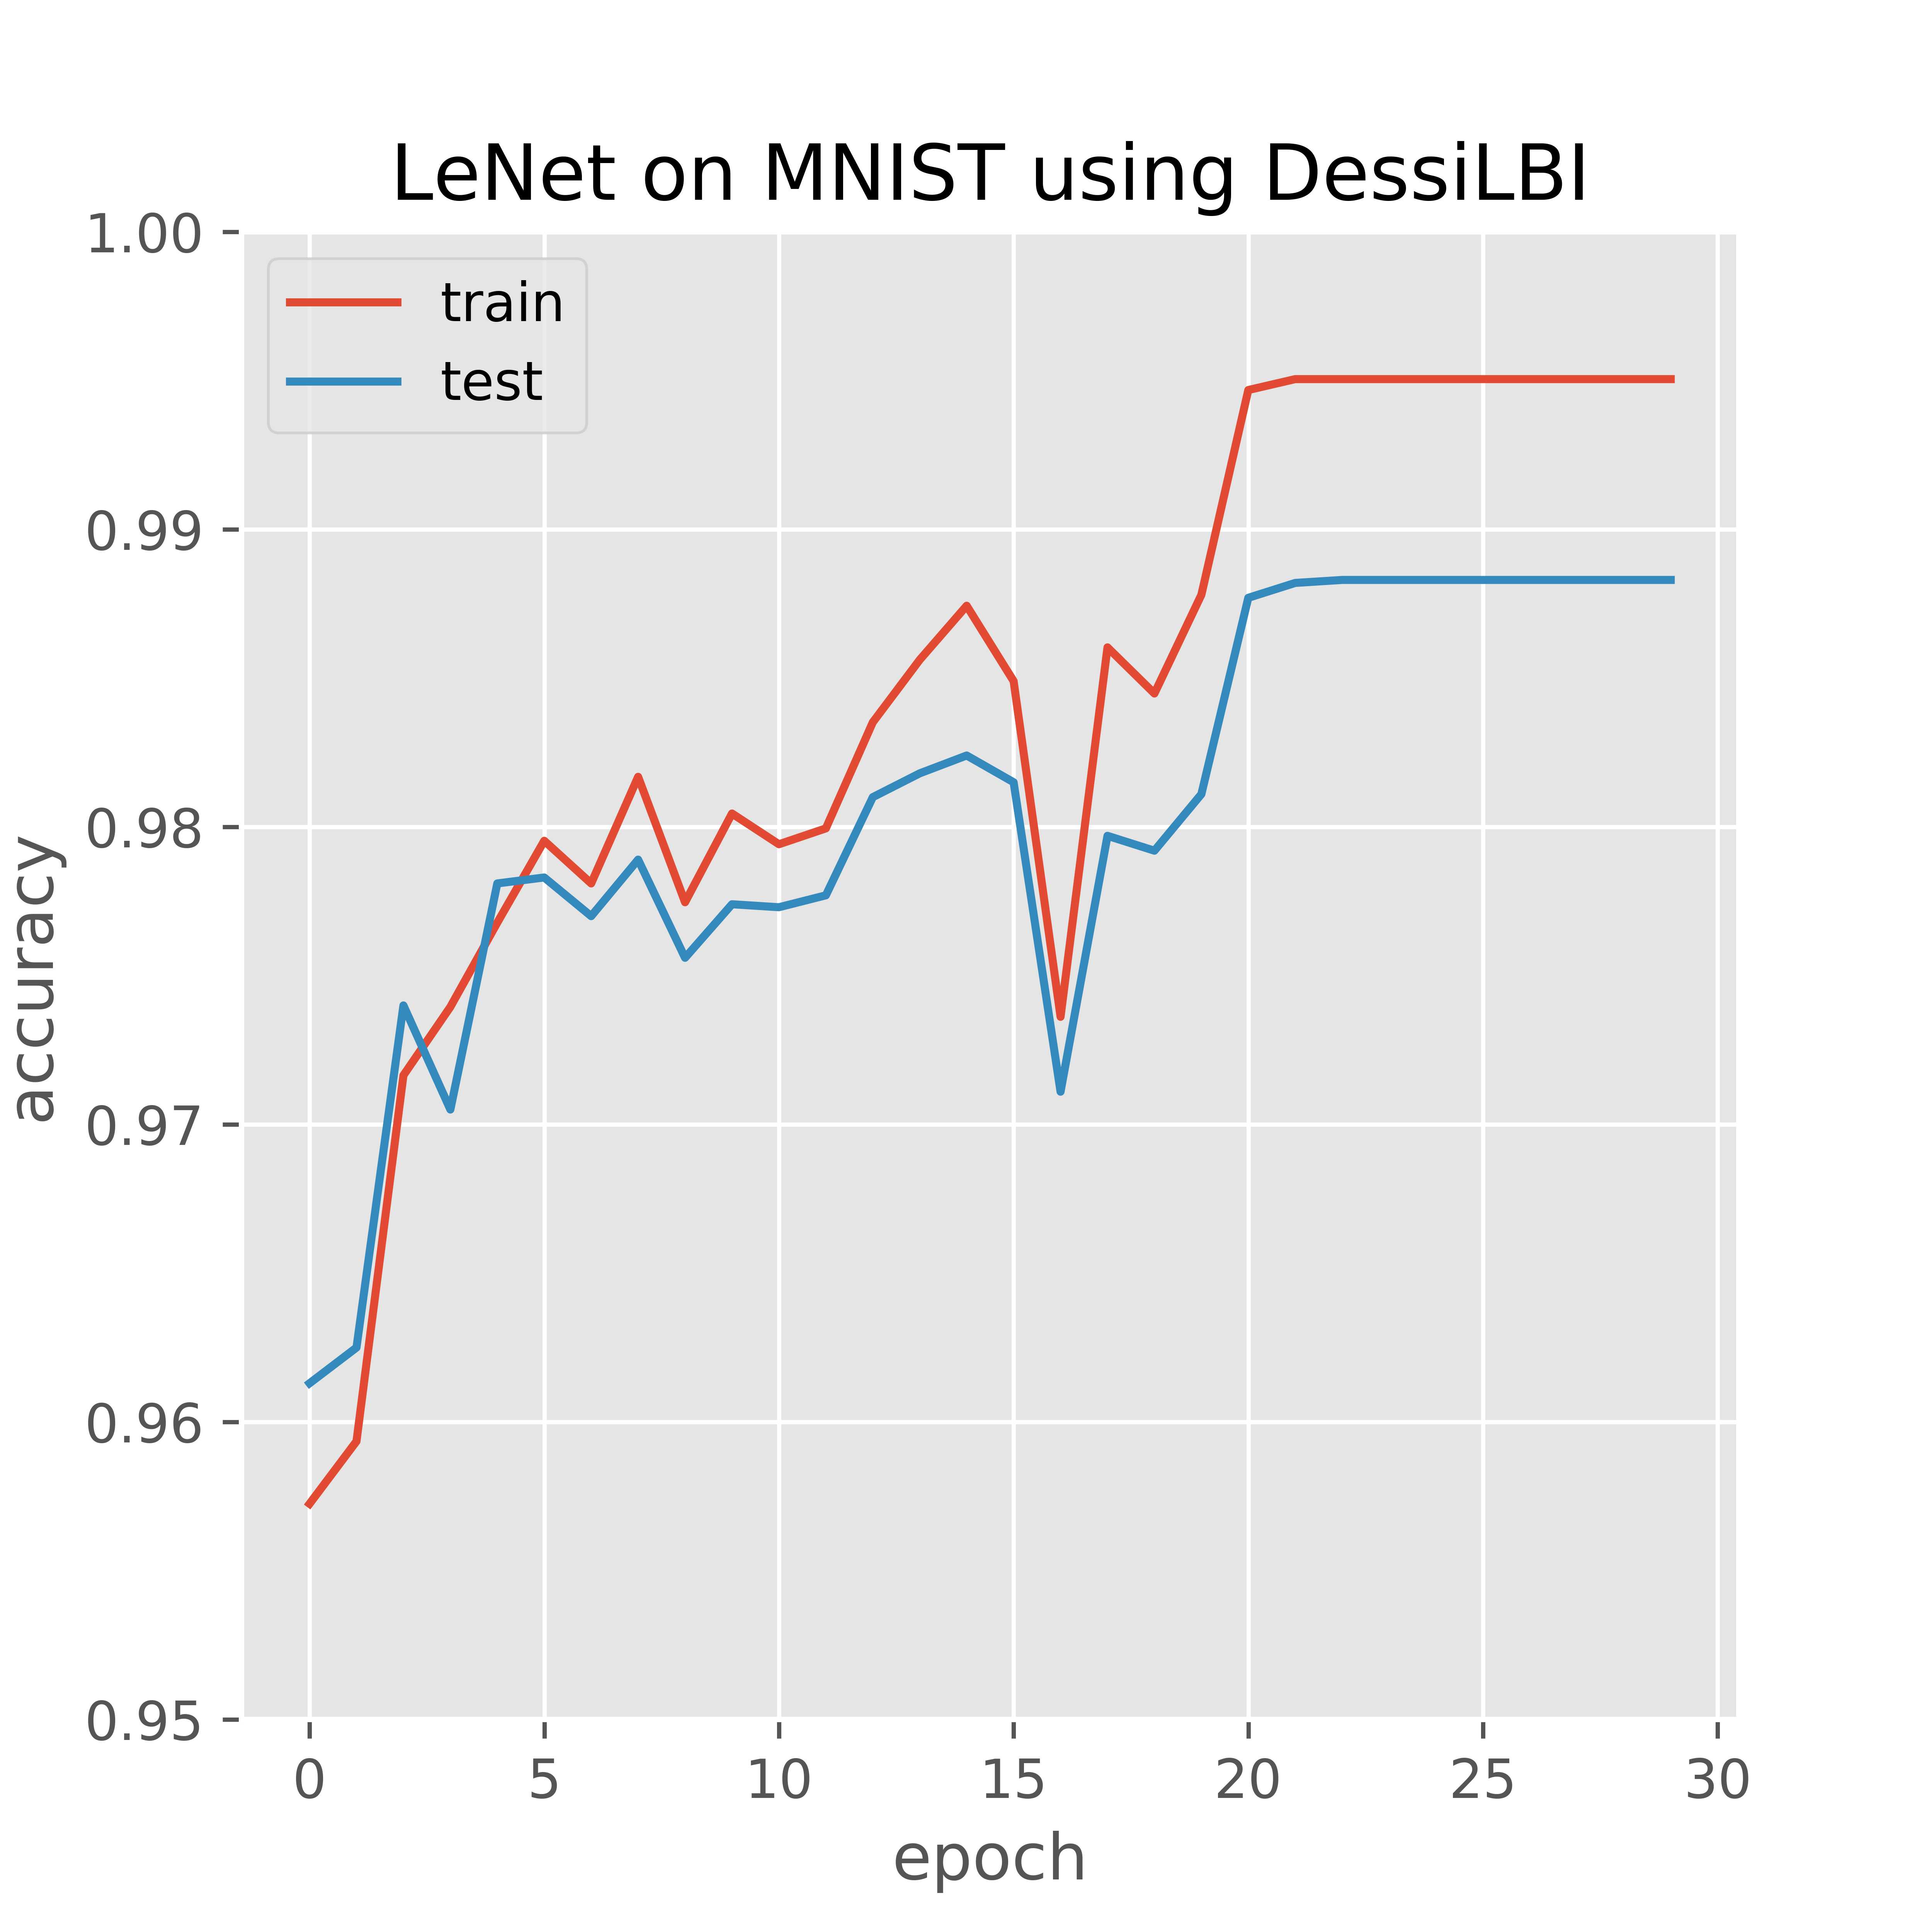 LeNet on MNIST using DessiLBI
1.00
0.99
0.98
0.97
0.96
0.95
accuracy
train
test
0 5 10 15 20 25 30
epoch